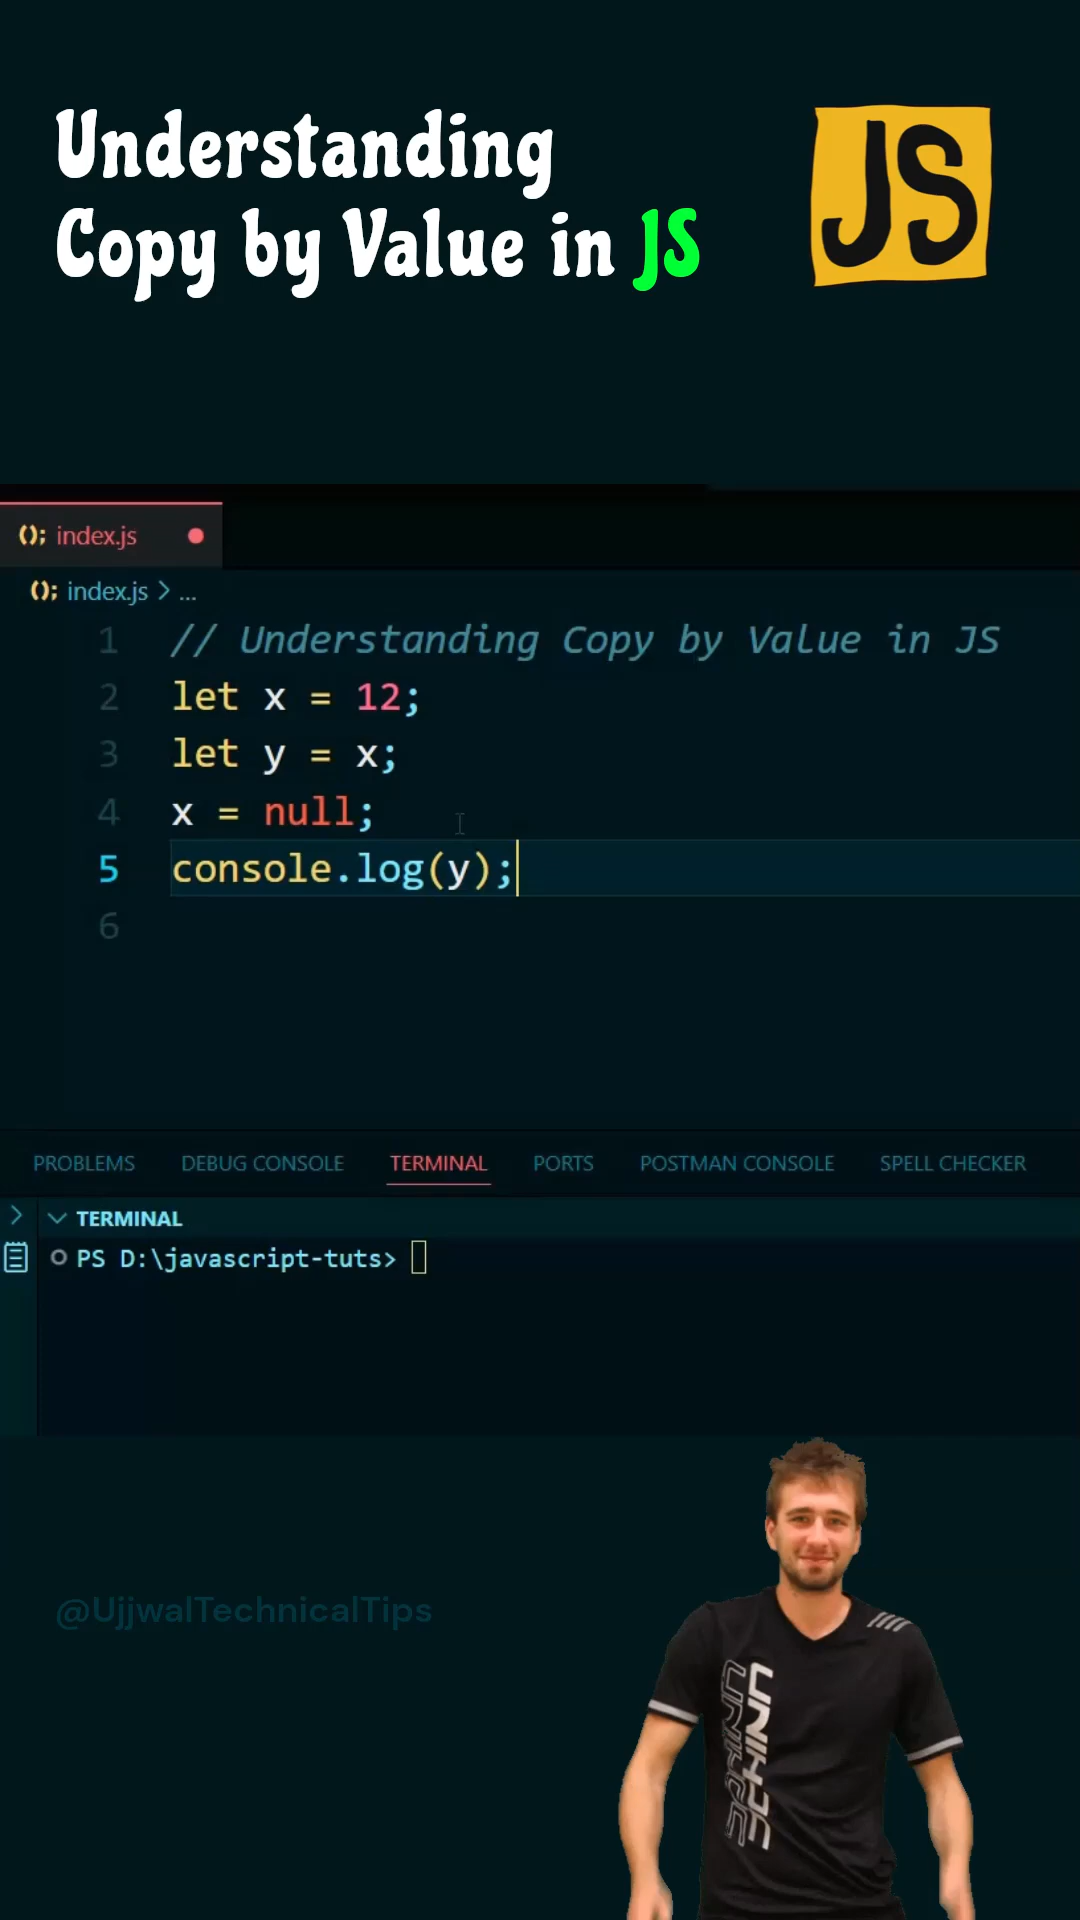 Understanding
Copy by Value in JS
JS
index.js
index.js > ...
1 // Understanding Copy by Value in JS
2 let x = 12;
3 let y = x;
4 x = null;
5 console.log(y);
6
PROBLEMS DEBUG CONSOLE TERMINAL PORTS POSTMAN CONSOLE SPELL CHECKER
TERMINAL
PS D:\javascript-tuts>
@UjjwalTechnicalTips